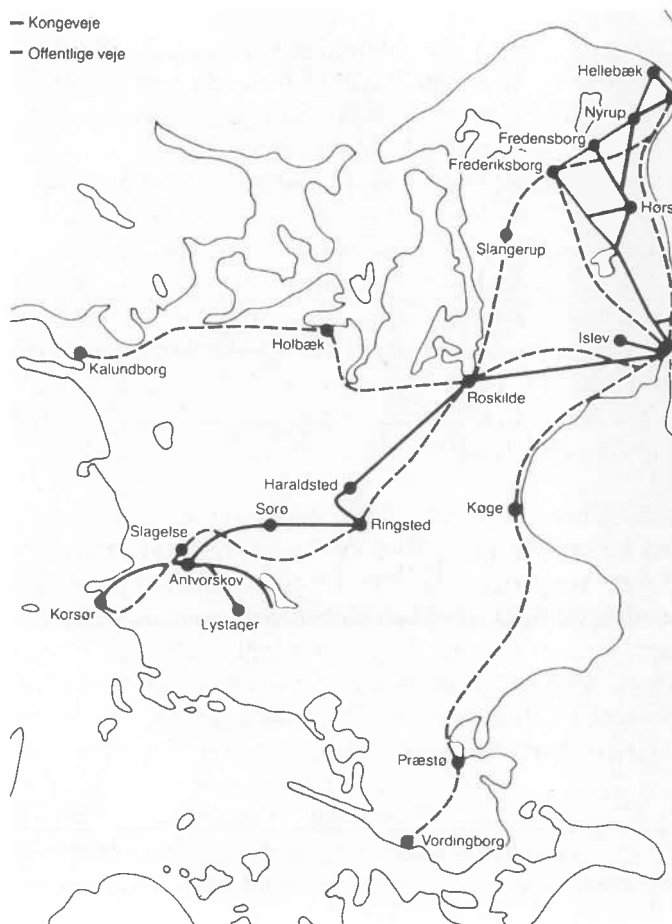 Kongeveje
Offentlige veje
Hellebæk
Nyrup
Fredensborg
Frederiksborg
Hørs
Slangerup
Islev
Holbæk
Kalundborg
Roskilde
Haraldsted
Sorø
Køge
Ringsted
Slagelse
Antvorskov
Korsør
Lystager
Præstø
Vordingborg